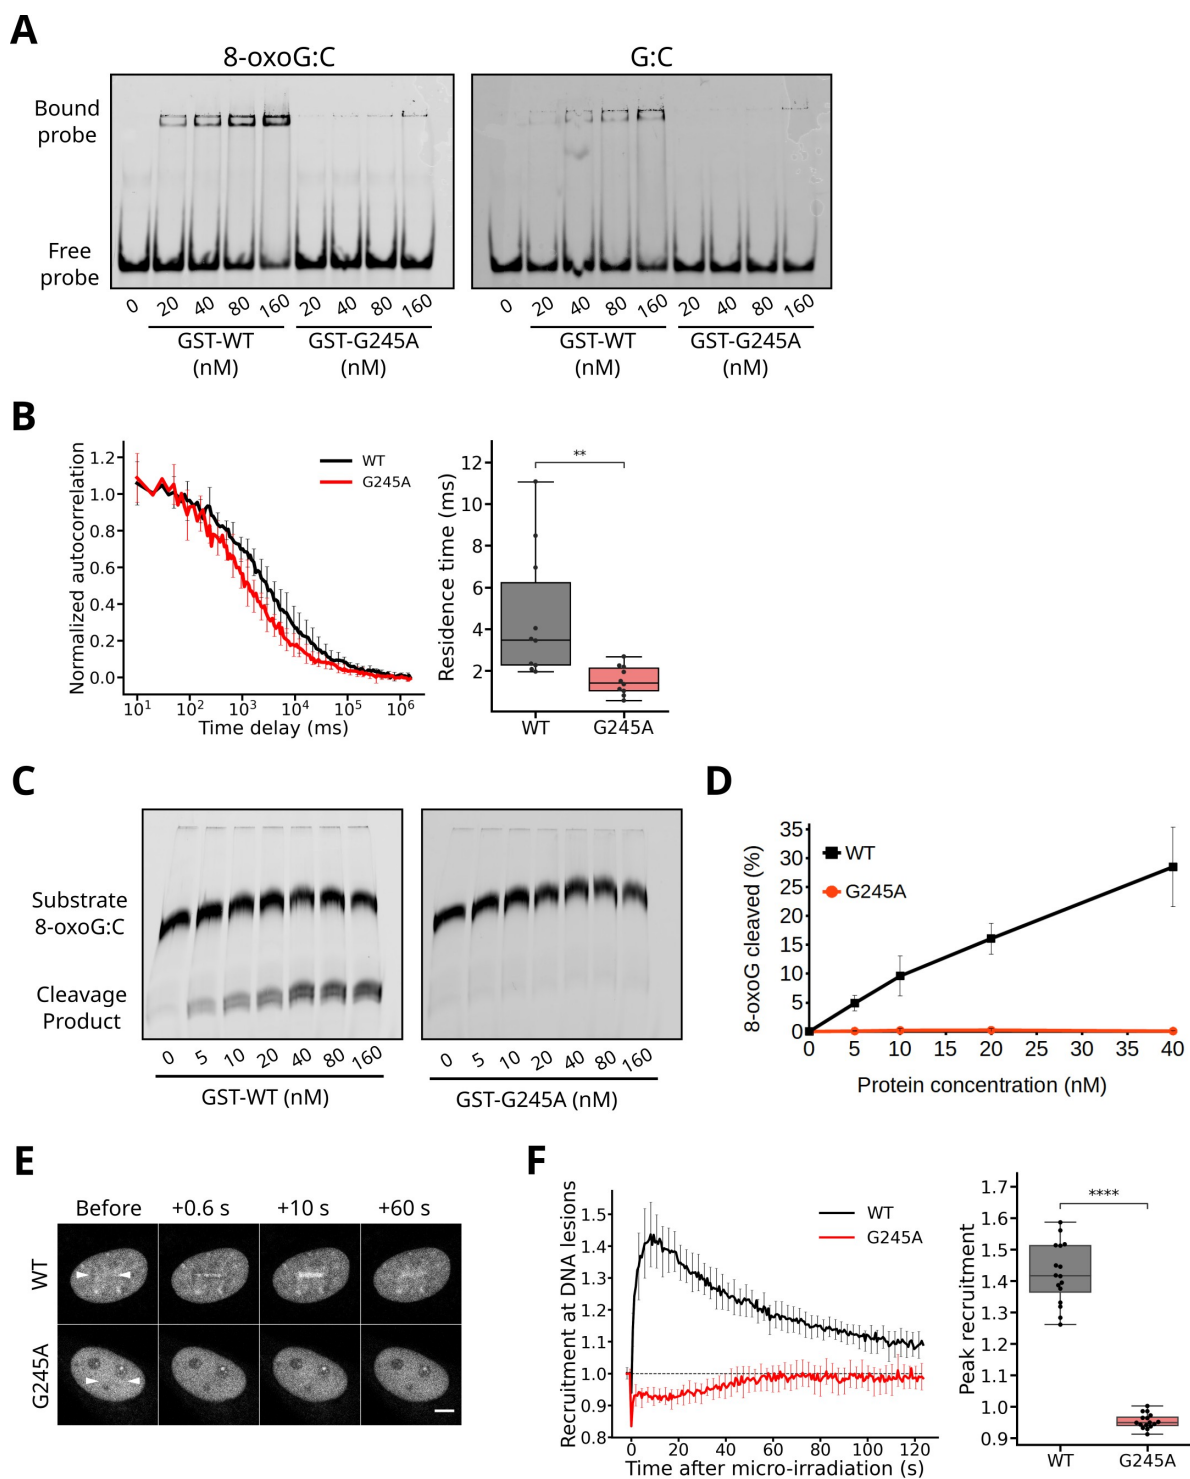 A
8-oxoG:C
G:C
Bound
probe
Free
probe
0 20 40 80 160 20 40 80 160
0 20 40 80 160 20 40 80 160
GST-WT
(nM)
GST-G245A
(nM)
GST-WT
(nM)
GST-G245A
(nM)
B
Normalized autocorrelation
1.2
1.0
0.8
0.6
0.4
0.2
0.0
WT
G245A
10¹ 10² 10³ 10⁴ 10⁵ 10⁶
Time delay (ms)
Residence time (ms)
12
10
8
6
4
2
**
WT G245A
C
Substrate
8-oxoG:C
Cleavage
Product
0 5 10 20 40 80 160
GST-WT (nM)
0 5 10 20 40 80 160
GST-G245A (nM)
D
8-oxoG cleaved (%)
35
30
25
20
15
10
5
0
WT
G245A
0 5 10 15 20 25 30 35 40
Protein concentration (nM)
E
Before +0.6 s +10 s +60 s
WT
G245A
F
Recruitment at DNA lesions
1.5
1.4
1.3
1.2
1.1
1.0
0.9
0.8
WT
G245A
0 20 40 60 80 100 120
Time after micro-irradiation (s)
Peak recruitment
1.7
1.6
1.5
1.4
1.3
1.2
1.1
1.0
0.9
****
WT G245A